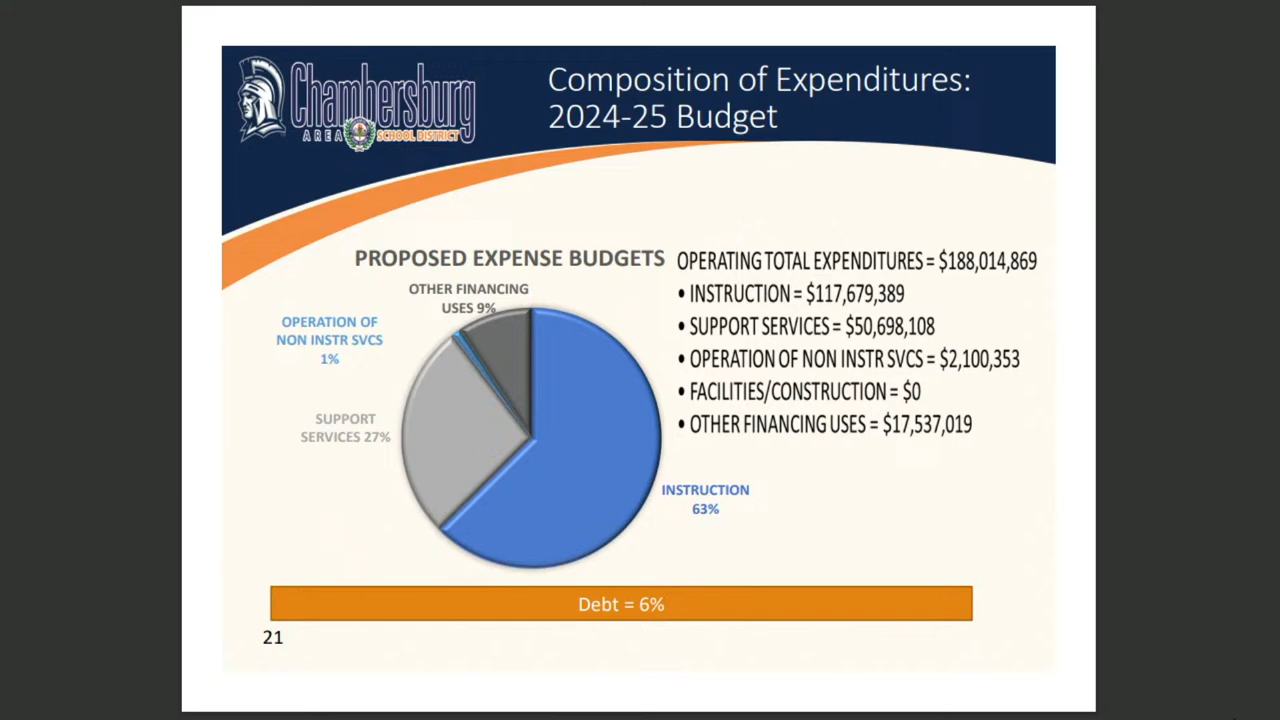 Chambersburg
AREA SCHOOL DISTRICT
Composition of Expenditures:
2024-25 Budget
PROPOSED EXPENSE BUDGETS
OTHER FINANCING
USES 9%
OPERATION OF
NON INSTR SVCS
1%
SUPPORT
SERVICES 27%
INSTRUCTION
63%
OPERATING TOTAL EXPENDITURES = $188,014,869
• INSTRUCTION = $117,679,389
• SUPPORT SERVICES = $50,698,108
• OPERATION OF NON INSTR SVCS = $2,100,353
• FACILITIES/CONSTRUCTION = $0
• OTHER FINANCING USES = $17,537,019
Debt = 6%
21